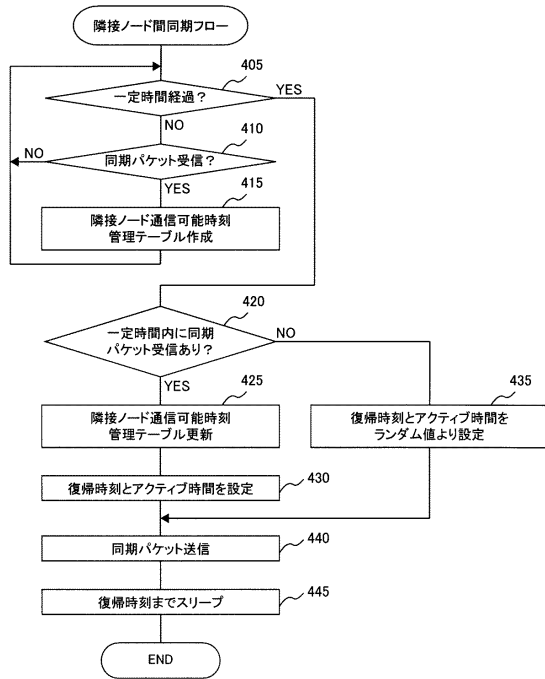 隣接ノード間同期フロー
405
一定時間経過？
YES
NO
410
NO
同期パケット受信？
YES
415
隣接ノード通信可能時刻
管理テーブル作成
420
一定時間内に同期
パケット受信あり？
NO
YES
425
隣接ノード通信可能時刻
管理テーブル更新
435
復帰時刻とアクティブ時間を
ランダム値より設定
復帰時刻とアクティブ時間を設定
430
同期パケット送信
440
復帰時刻までスリープ
445
END